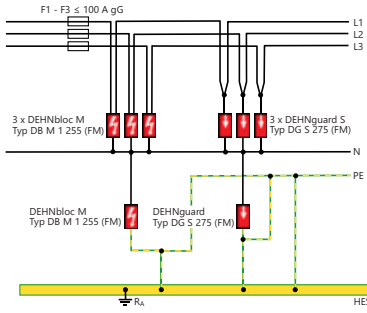 F1 - F3 ≤ 100 A gG
L1
L2
L3
3 x DEHNbloc M
Typ DB M 1 255 (FM)
3 x DEHNguard S
Typ DG S 275 (FM)
N
PE
DEHNbloc M
Typ DB M 1 255 (FM)
DEHNguard
Typ DG S 275 (FM)
RA
HES